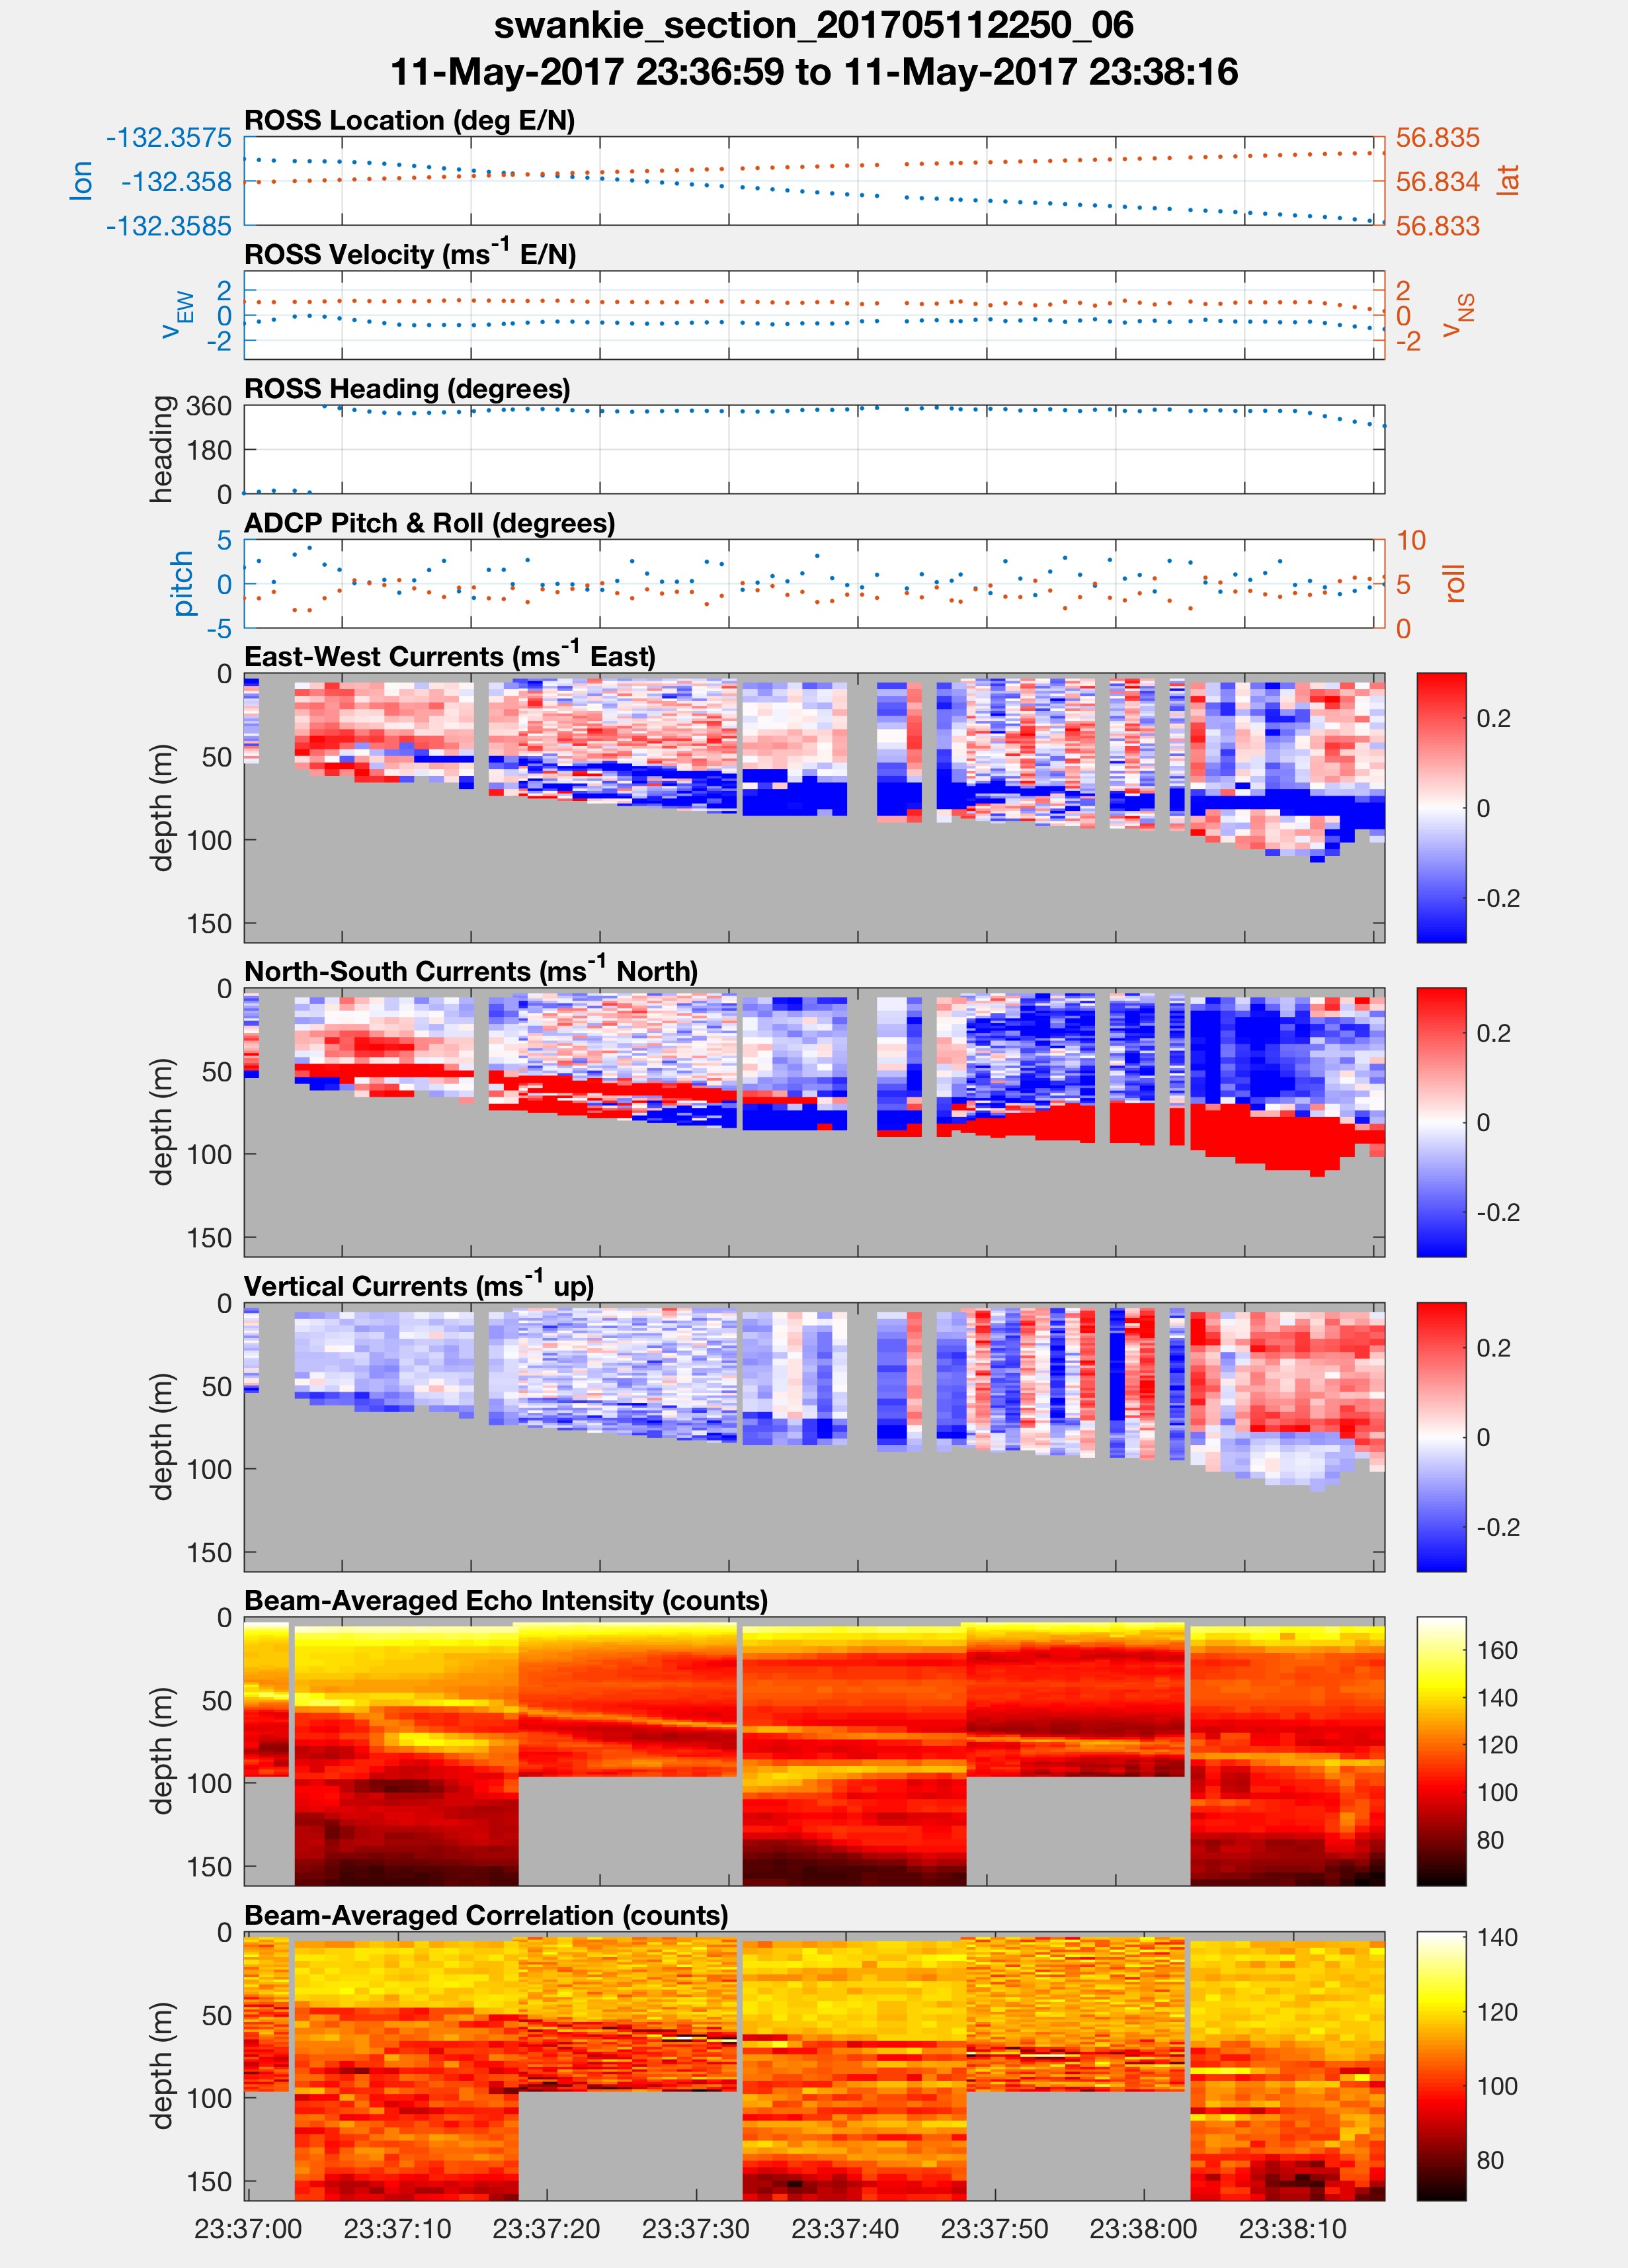 swankie_section_201705112250_06
11-May-2017 23:36:59 to 11-May-2017 23:38:16
ROSS Location (deg E/N)
-132.3575
-132.358
-132.3585
lon
56.835
56.834
56.833
lat
ROSS Velocity (ms-1 E/N)
2
0
-2
vEW
2
0
-2
vNS
ROSS Heading (degrees)
360
180
0
heading
ADCP Pitch & Roll (degrees)
5
0
-5
pitch
10
5
0
roll
East-West Currents (ms-1 East)
0
50
100
150
depth (m)
0.2
0
-0.2
North-South Currents (ms-1 North)
0
50
100
150
depth (m)
0.2
0
-0.2
Vertical Currents (ms-1 up)
0
50
100
150
depth (m)
0.2
0
-0.2
Beam-Averaged Echo Intensity (counts)
0
50
100
150
depth (m)
160
140
120
100
80
Beam-Averaged Correlation (counts)
0
50
100
150
depth (m)
140
120
100
80
23:37:00 23:37:10 23:37:20 23:37:30 23:37:40 23:37:50 23:38:00 23:38:10